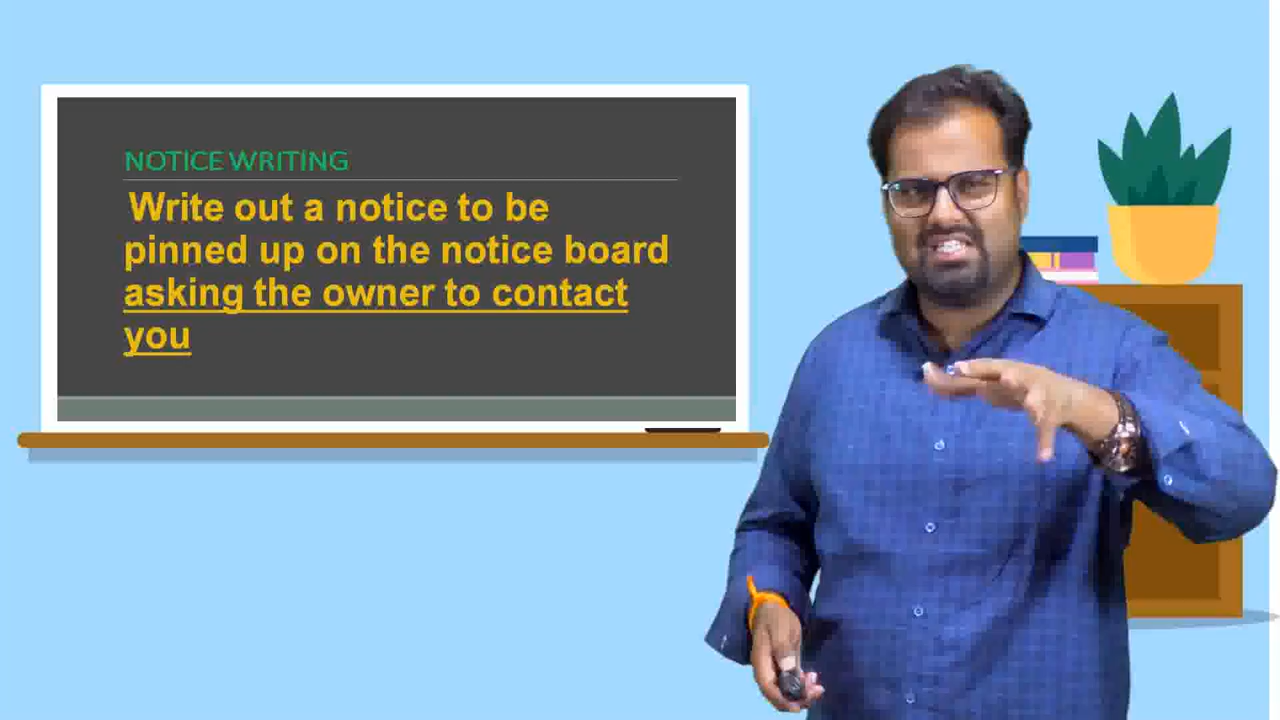 NOTICE WRITING
Write out a notice to be
pinned up on the notice board
asking the owner to contact
you